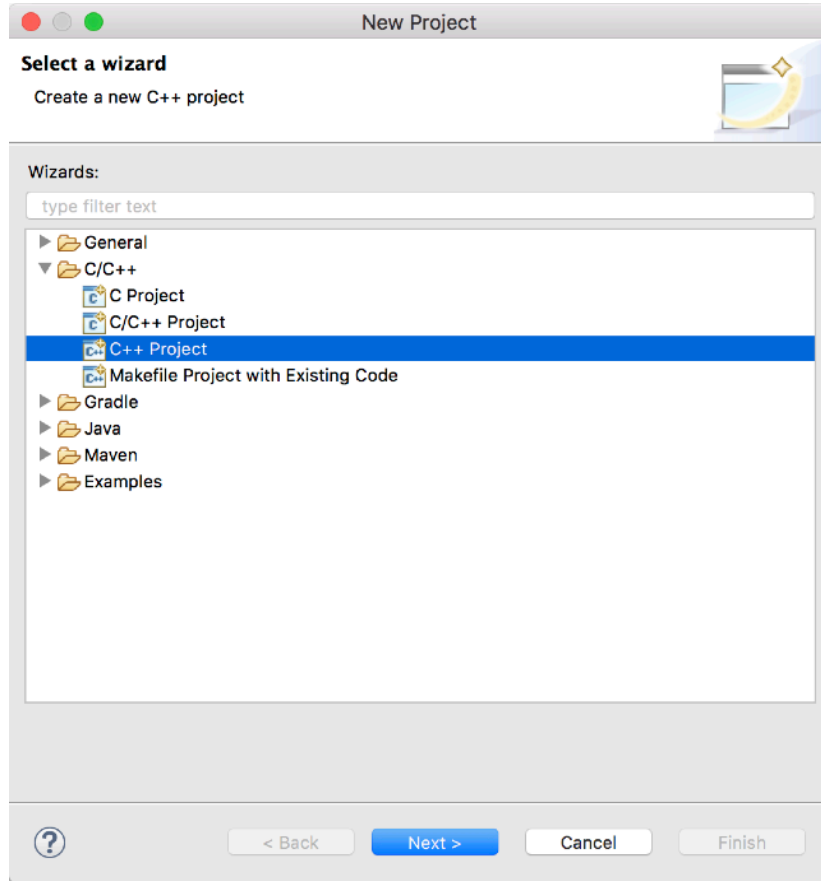 New Project
Select a wizard
Create a new C++ project
Wizards:
type filter text
General
C/C++
C Project
C/C++ Project
C++ Project
Makefile Project with Existing Code
Gradle
Java
Maven
Examples
? < Back Next > Cancel Finish